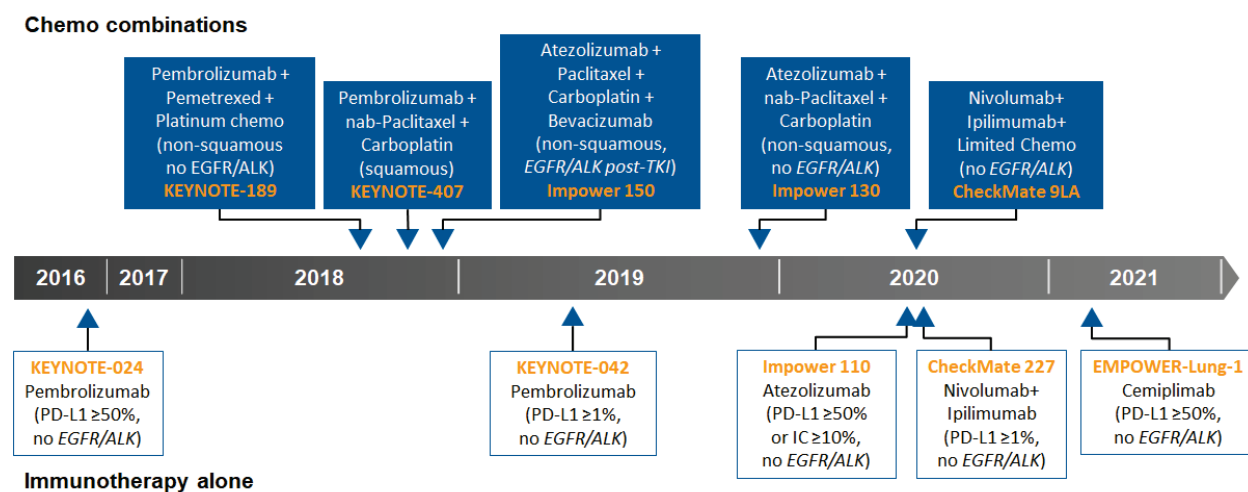 Chemo combinations
Pembrolizumab +
Pemetrexed +
Platinum chemo
(non-squamous
no EGFR/ALK)
KEYNOTE-189
Pembrolizumab +
nab-Paclitaxel +
Carboplatin
(squamous)
KEYNOTE-407
Atezolizumab +
Paclitaxel +
Carboplatin +
Bevacizumab
(non-squamous,
EGFR/ALK post-TKI)
Impower 150
Atezolizumab +
nab-Paclitaxel +
Carboplatin
(non-squamous,
no EGFR/ALK)
Impower 130
Nivolumab+
Ipilimumab+
Limited Chemo
(no EGFR/ALK)
CheckMate 9LA
2016
2017
2018
2019
2020
2021
KEYNOTE-024
Pembrolizumab
(PD-L1 ≥50%,
no EGFR/ALK)
KEYNOTE-042
Pembrolizumab
(PD-L1 ≥1%,
no EGFR/ALK)
Impower 110
Atezolizumab
(PD-L1 ≥50%
or IC ≥10%,
no EGFR/ALK)
CheckMate 227
Nivolumab+
Ipilimumab
(PD-L1 ≥1%,
no EGFR/ALK)
EMPOWER-Lung-1
Cemiplimab
(PD-L1 ≥50%,
no EGFR/ALK)
Immunotherapy alone